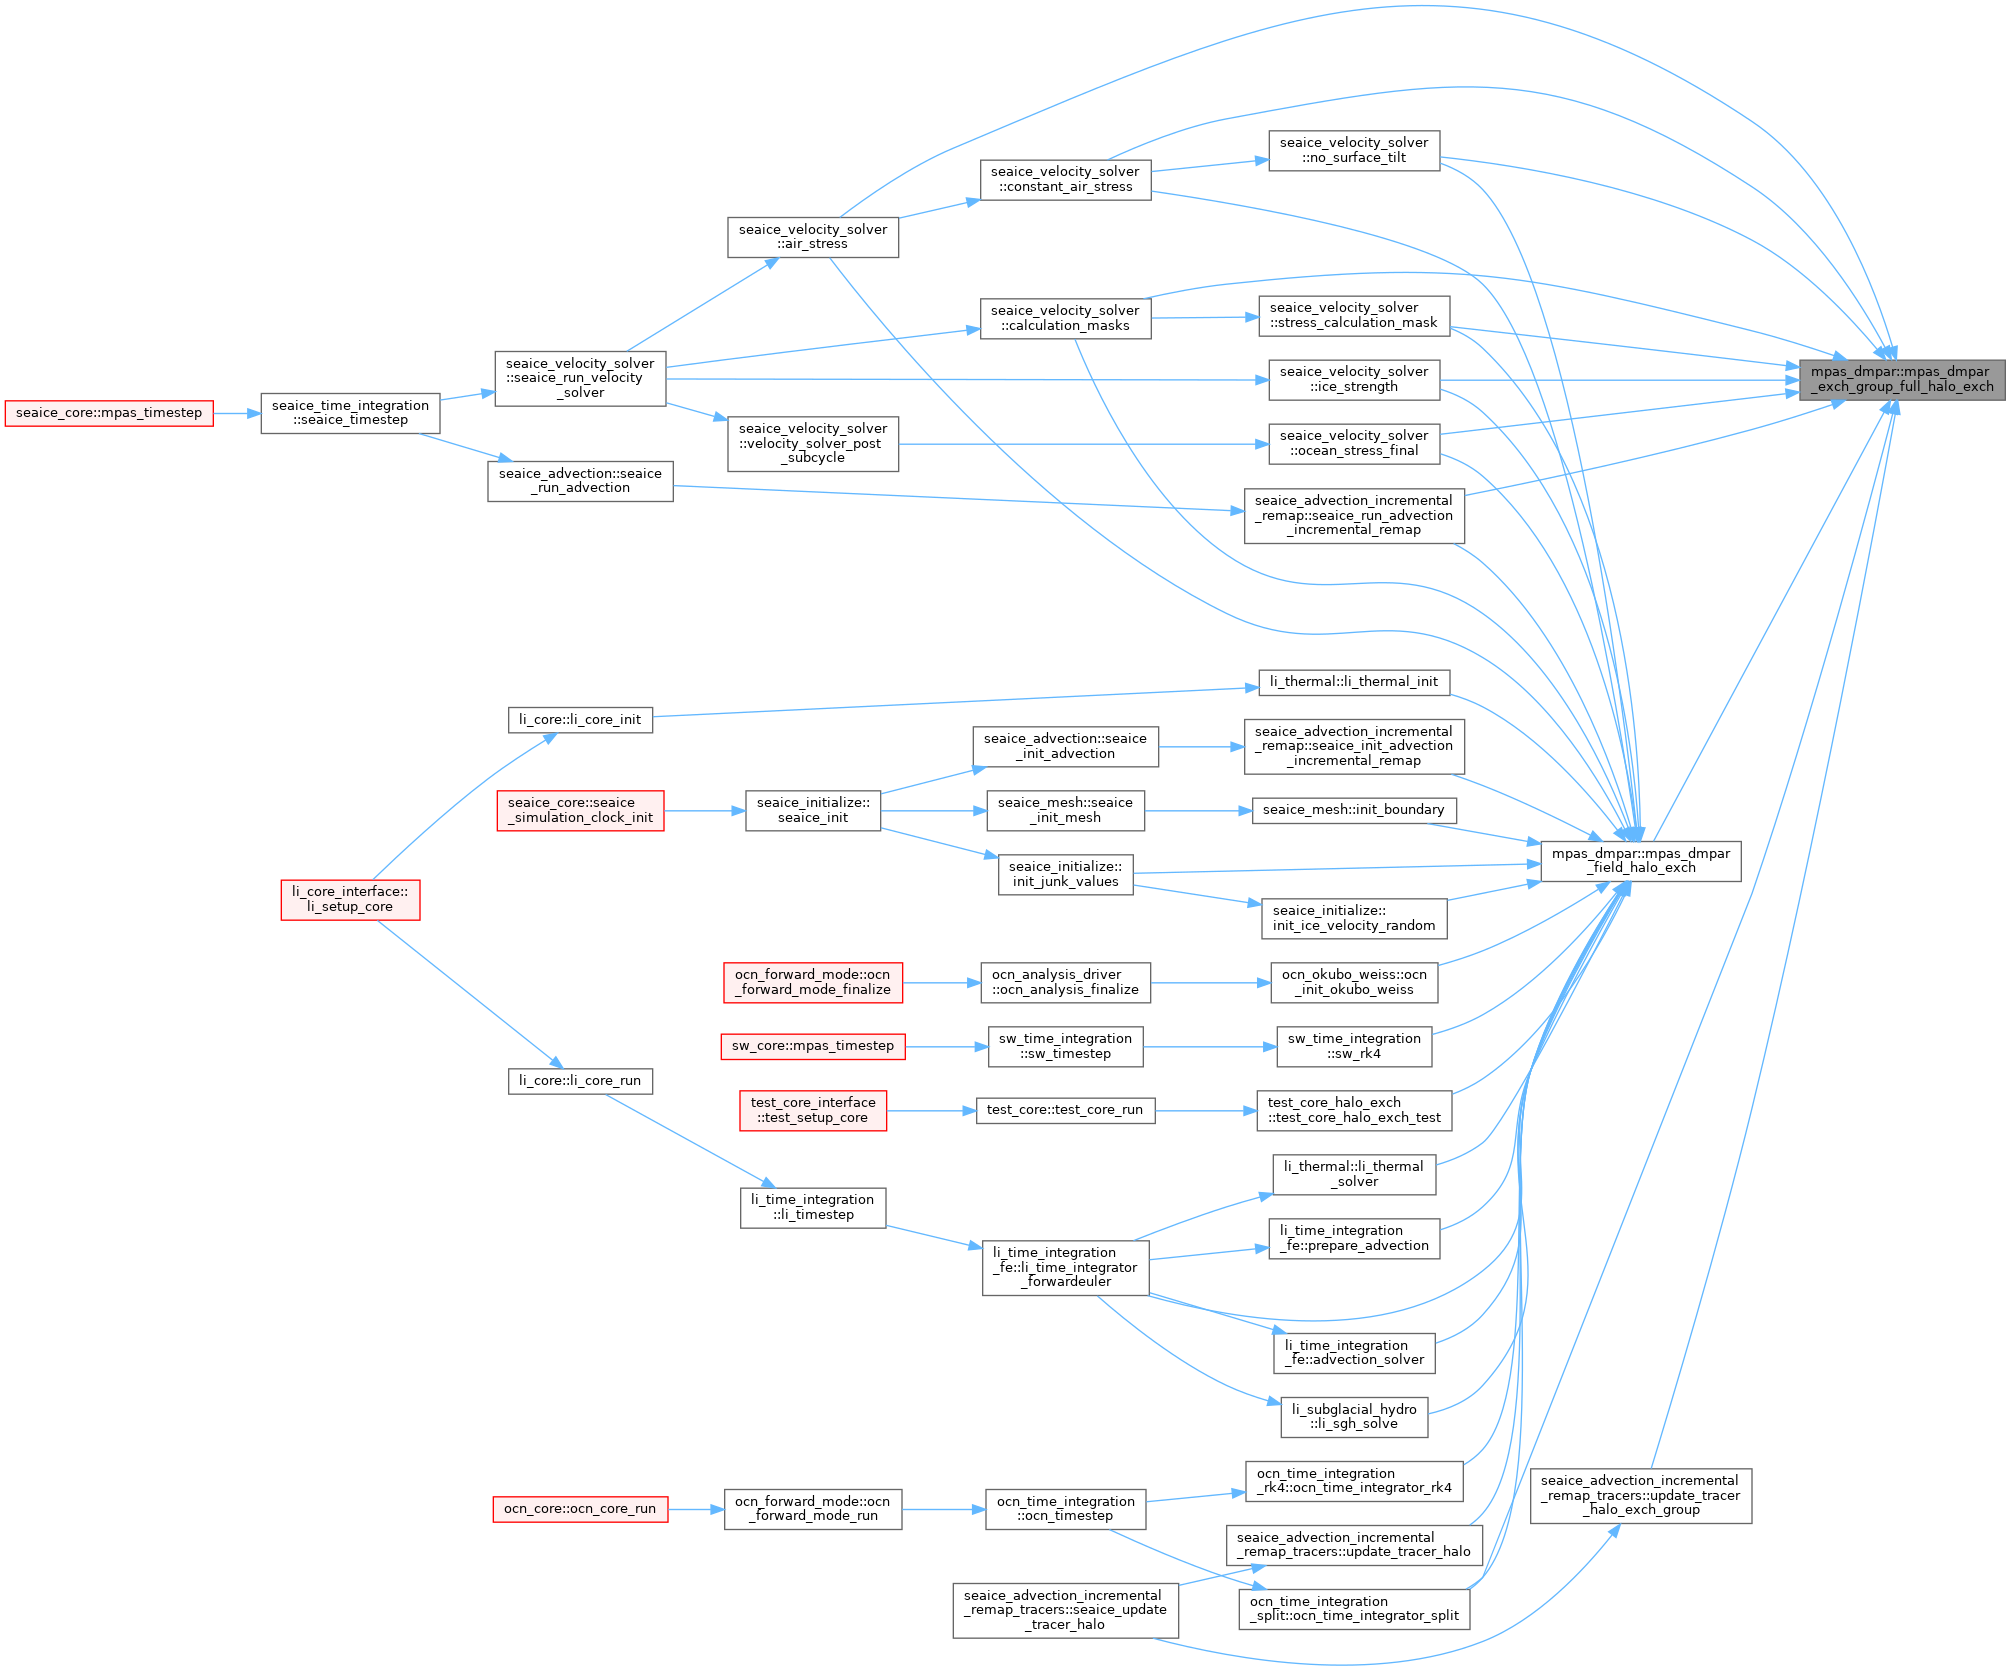 seaice_velocity_solver
::no_surface_tilt
seaice_velocity_solver
::constant_air_stress
seaice_velocity_solver
::air_stress
seaice_velocity_solver
::calculation_masks
seaice_velocity_solver
::stress_calculation_mask
seaice_velocity_solver
::seaice_run_velocity
_solver
seaice_velocity_solver
::ice_strength
mpas_dmpar::mpas_dmpar
_exch_group_full_halo_exch
seaice_core::mpas_timestep
seaice_time_integration
::seaice_timestep
seaice_velocity_solver
::velocity_solver_post
_subcycle
seaice_velocity_solver
::ocean_stress_final
seaice_advection::seaice
_run_advection
seaice_advection_incremental
_remap::seaice_run_advection
_incremental_remap
li_thermal::li_thermal_init
li_core::li_core_init
seaice_advection::seaice
_init_advection
seaice_advection_incremental
_remap::seaice_init_advection
_incremental_remap
seaice_core::seaice
_simulation_clock_init
seaice_initialize::
seaice_init
seaice_mesh::seaice
_init_mesh
seaice_mesh::init_boundary
mpas_dmpar::mpas_dmpar
_field_halo_exch
seaice_initialize::
init_junk_values
li_core_interface::
li_setup_core
seaice_initialize::
init_ice_velocity_random
ocn_forward_mode::ocn
_forward_mode_finalize
ocn_analysis_driver
::ocn_analysis_finalize
ocn_okubo_weiss::ocn
_init_okubo_weiss
sw_core::mpas_timestep
sw_time_integration
::sw_timestep
sw_time_integration
::sw_rk4
li_core::li_core_run
test_core_interface
::test_setup_core
test_core::test_core_run
test_core_halo_exch
::test_core_halo_exch_test
li_thermal::li_thermal
_solver
li_time_integration
::li_timestep
li_time_integration
_fe::prepare_advection
li_time_integration
_fe::li_time_integrator
_forwardeuler
li_time_integration
_fe::advection_solver
li_subglacial_hydro
::li_sgh_solve
ocn_time_integration
_rk4::ocn_time_integrator_rk4
seaice_advection_incremental
_remap_tracers::update_tracer
_halo_exch_group
ocn_core::ocn_core_run
ocn_forward_mode::ocn
_forward_mode_run
ocn_time_integration
::ocn_timestep
seaice_advection_incremental
_remap_tracers::update_tracer_halo
seaice_advection_incremental
_remap_tracers::seaice_update
_tracer_halo
ocn_time_integration
_split::ocn_time_integrator_split